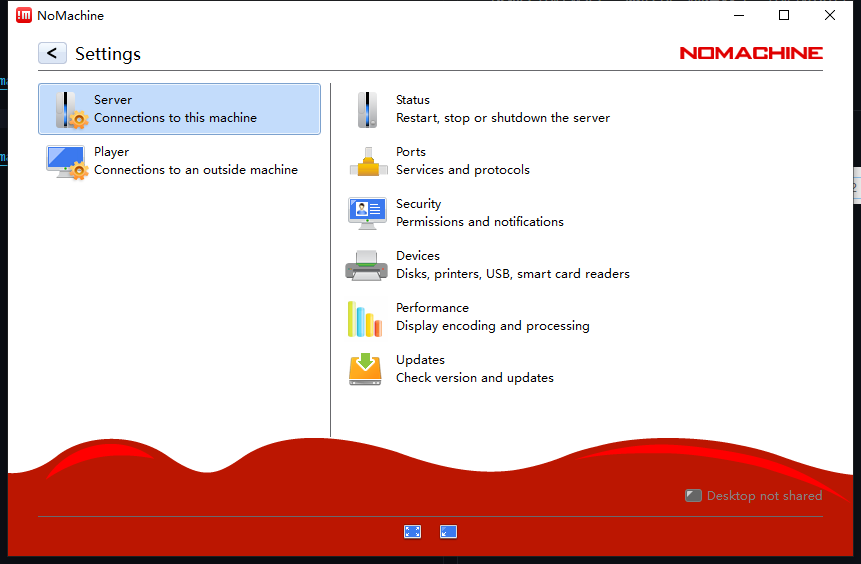 NoMachine
Settings
NOMACHINE
Server
Connections to this machine
Player
Connections to an outside machine
Status
Restart, stop or shutdown the server
Ports
Services and protocols
Security
Permissions and notifications
Devices
Disks, printers, USB, smart card readers
Performance
Display encoding and processing
Updates
Check version and updates
Desktop not shared